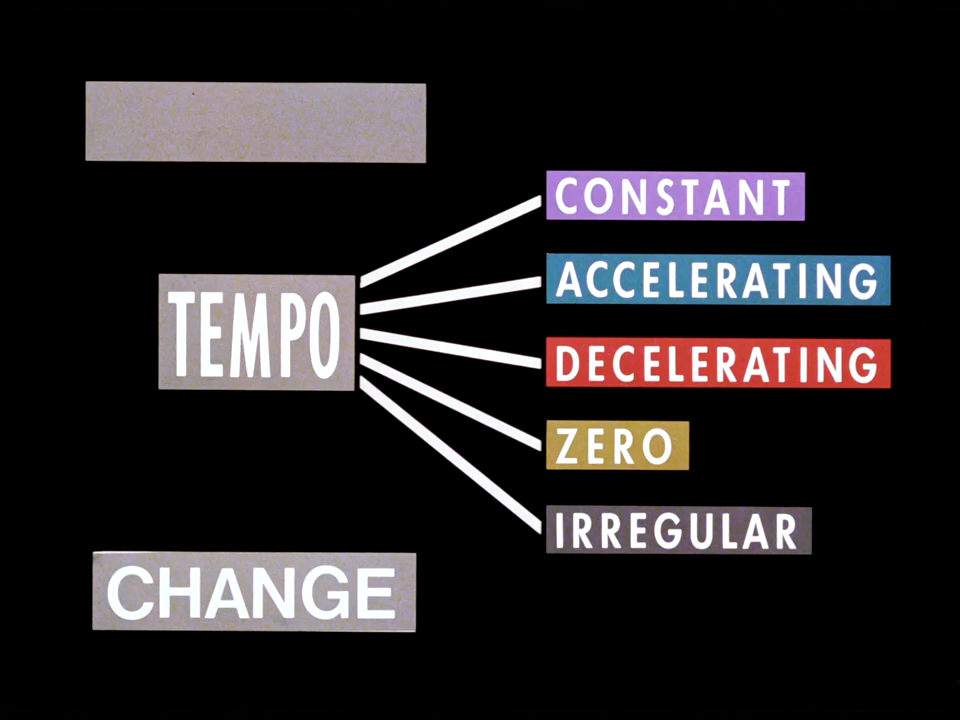 CONSTANT
ACCELERATING
TEMPO
DECELERATING
ZERO
IRREGULAR
CHANGE